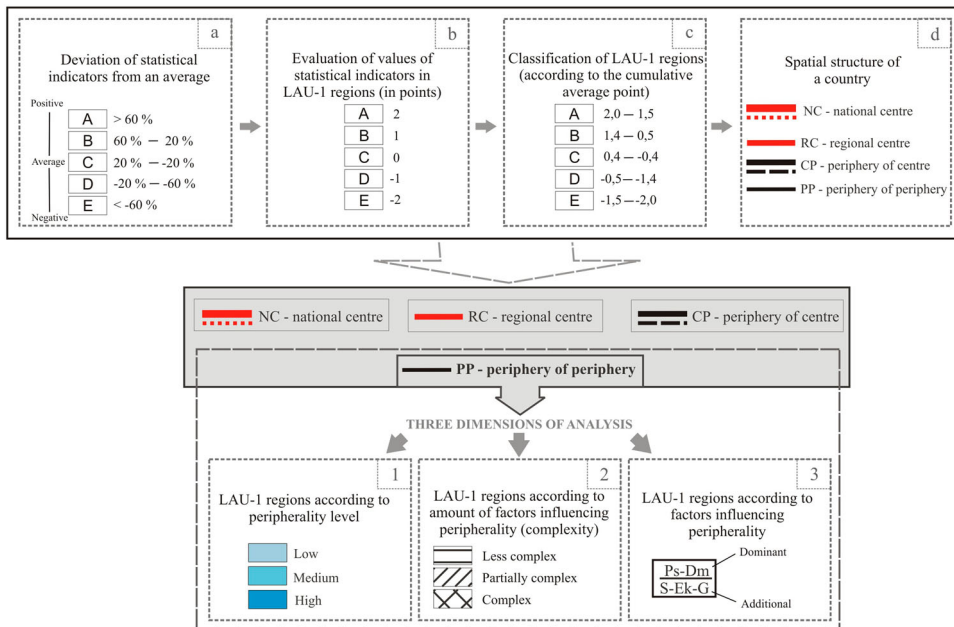 a
Deviation of statistical
indicators from an average
Positive
Average
Negative
A > 60 %
B 60 % – 20 %
C 20 % – -20 %
D -20 % – -60 %
E < -60 %
b
Evaluation of values of
statistical indicators in
LAU-1 regions (in points)
A 2
B 1
C 0
D -1
E -2
c
Classification of LAU-1 regions
(according to the cumulative
average point)
A 2,0 – 1,5
B 1,4 – 0,5
C 0,4 – -0,4
D -0,5 – -1,4
E -1,5 – -2,0
d
Spatial structure of
a country
NC - national centre
RC - regional centre
CP - periphery of centre
PP - periphery of periphery
NC - national centre
RC - regional centre
CP - periphery of centre
PP - periphery of periphery
THREE DIMENSIONS OF ANALYSIS
1
LAU-1 regions according to
peripherality level
Low
Medium
High
2
LAU-1 regions according to
amount of factors influencing
peripherality (complexity)
Less complex
Partially complex
Complex
3
LAU-1 regions according to
factors influencing
peripherality
Dominant
Ps-Dm
S-Ek-G
Additional